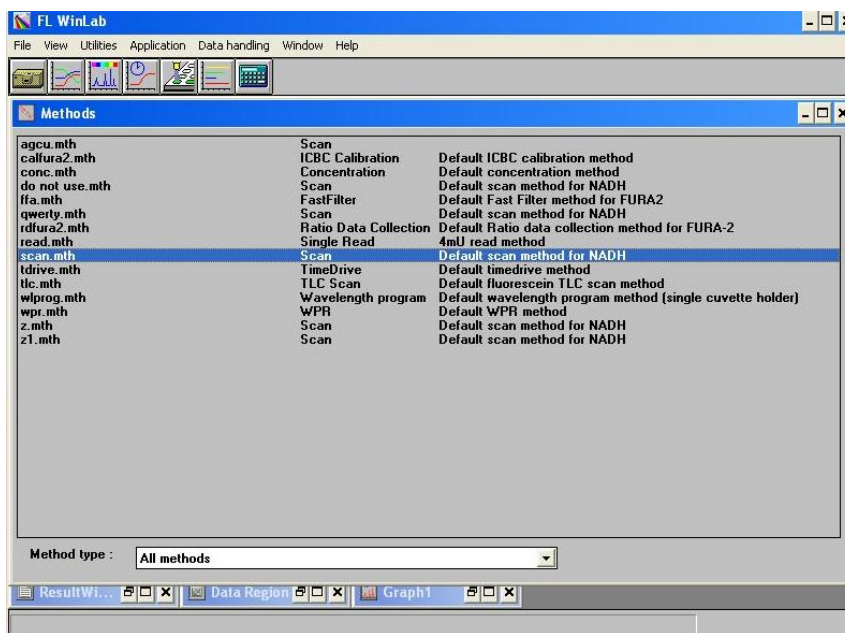 FL WinLab
File View Utilities Application Data handling Window Help
Methods
agcu.mth Scan
calfura2.mth ICBC Calibration Default ICBC calibration method
conc.mth Concentration Default concentration method
do not use.mth Scan Default scan method for NADH
ffa.mth FastFilter Default Fast Filter method for FURA2
qwerty.mth Scan Default scan method for NADH
rdfura2.mth Ratio Data Collection Default Ratio data collection method for FURA-2
read.mth Single Read 4mU read method
scan.mth Scan Default scan method for NADH
tdrive.mth TimeDrive Default timedrive method
tlc.mth TLC Scan Default fluorescein TLC scan method
wlprog.mth Wavelength program Default wavelength program method (single cuvette holder)
wpr.mth WPR Default WPR method
z.mth Scan Default scan method for NADH
z1.mth Scan Default scan method for NADH
Method type : All methods
ResultWi... Data Region Graph1